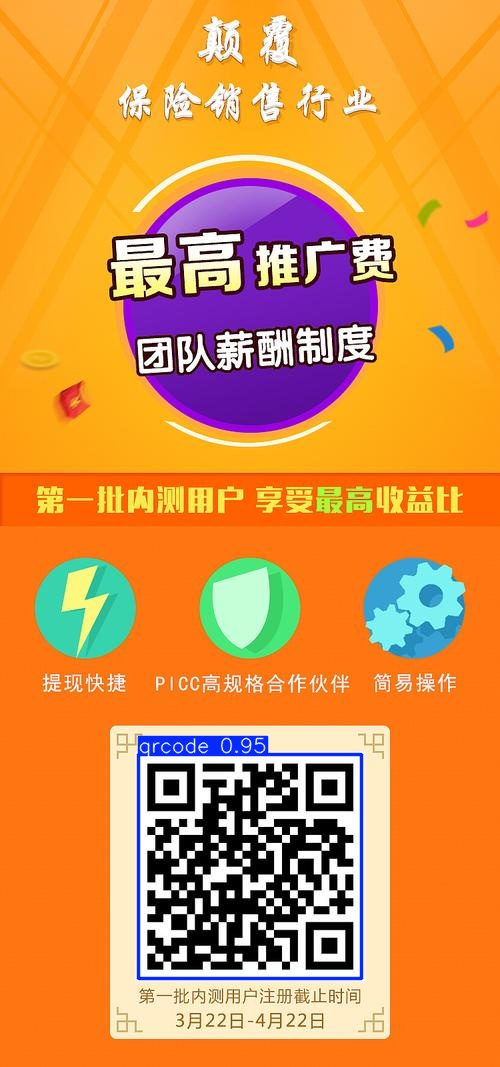 颠覆
保险销售行业
最高推广费
团队薪酬制度
第一批内测用户 享受最高收益比
提现快捷
PICC高规格合作伙伴
简易操作
qrcode 0.95
第一批内测用户注册截止时间
3月22日-4月22日